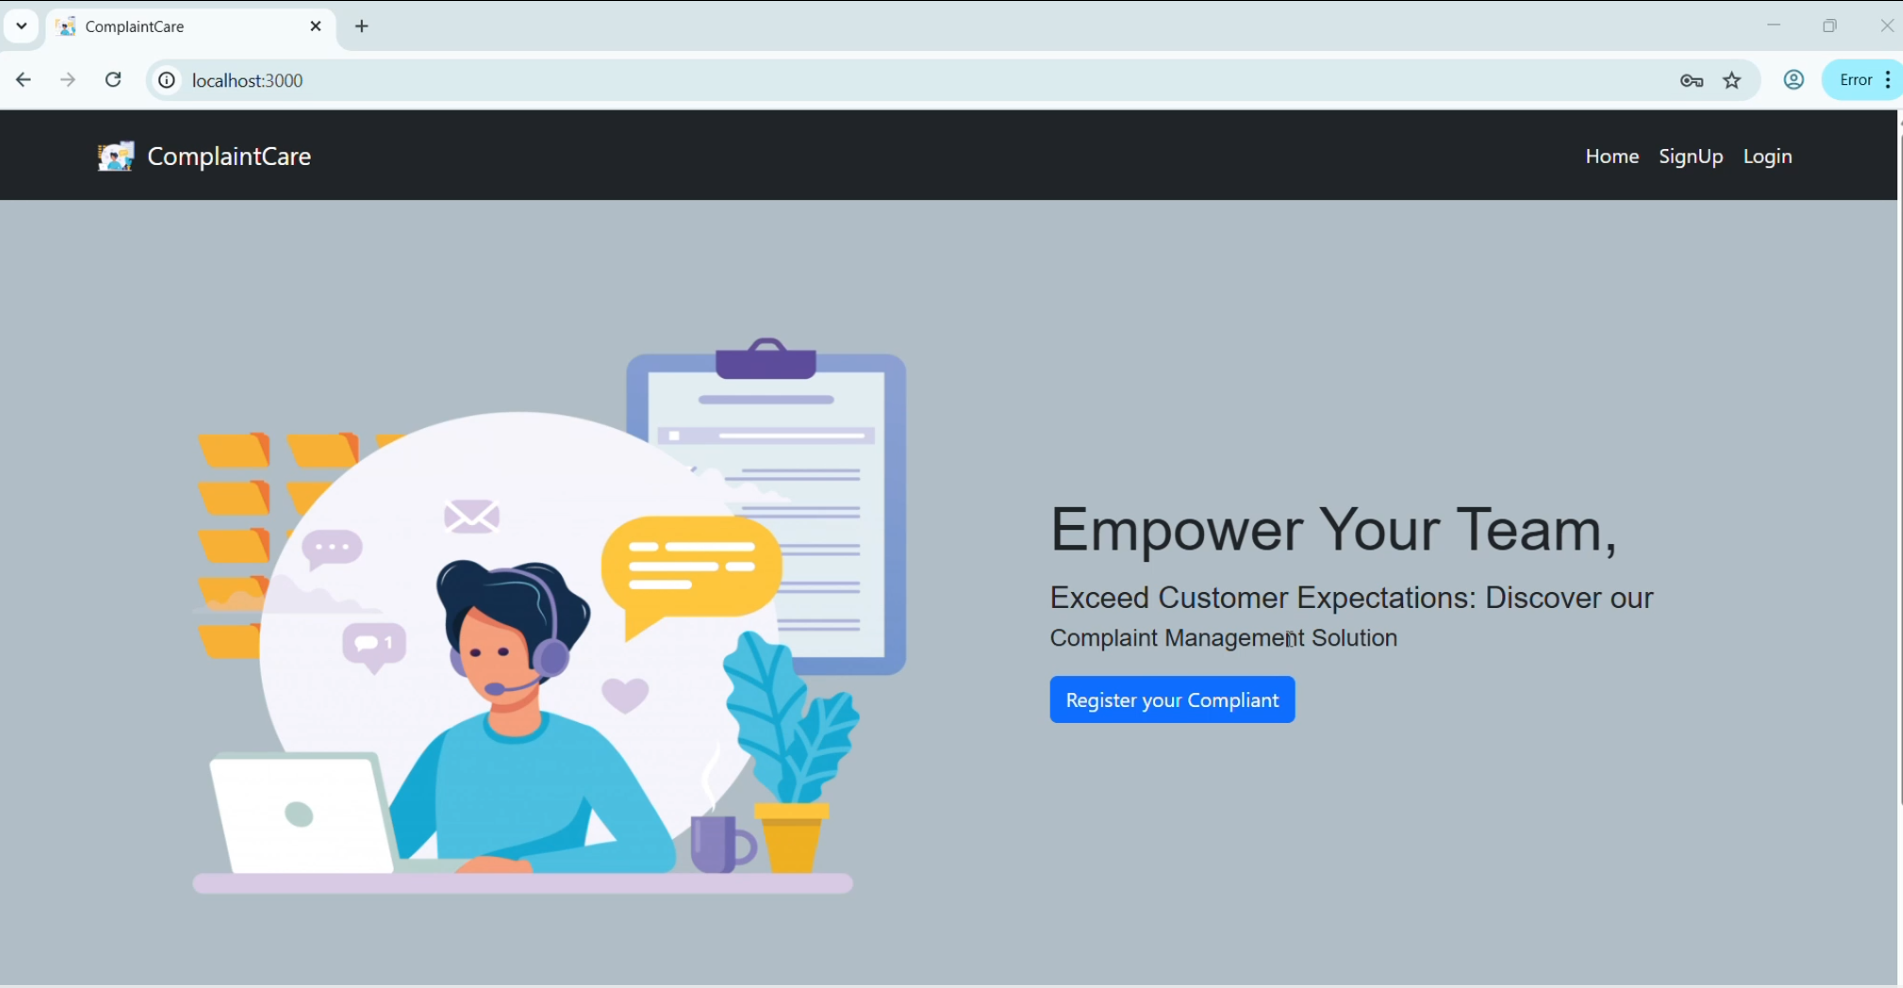 ComplaintCare
localhost:3000
Error
ComplaintCare
Home SignUp Login
1
Empower Your Team,
Exceed Customer Expectations: Discover our
Complaint Management Solution
Register your Compliant